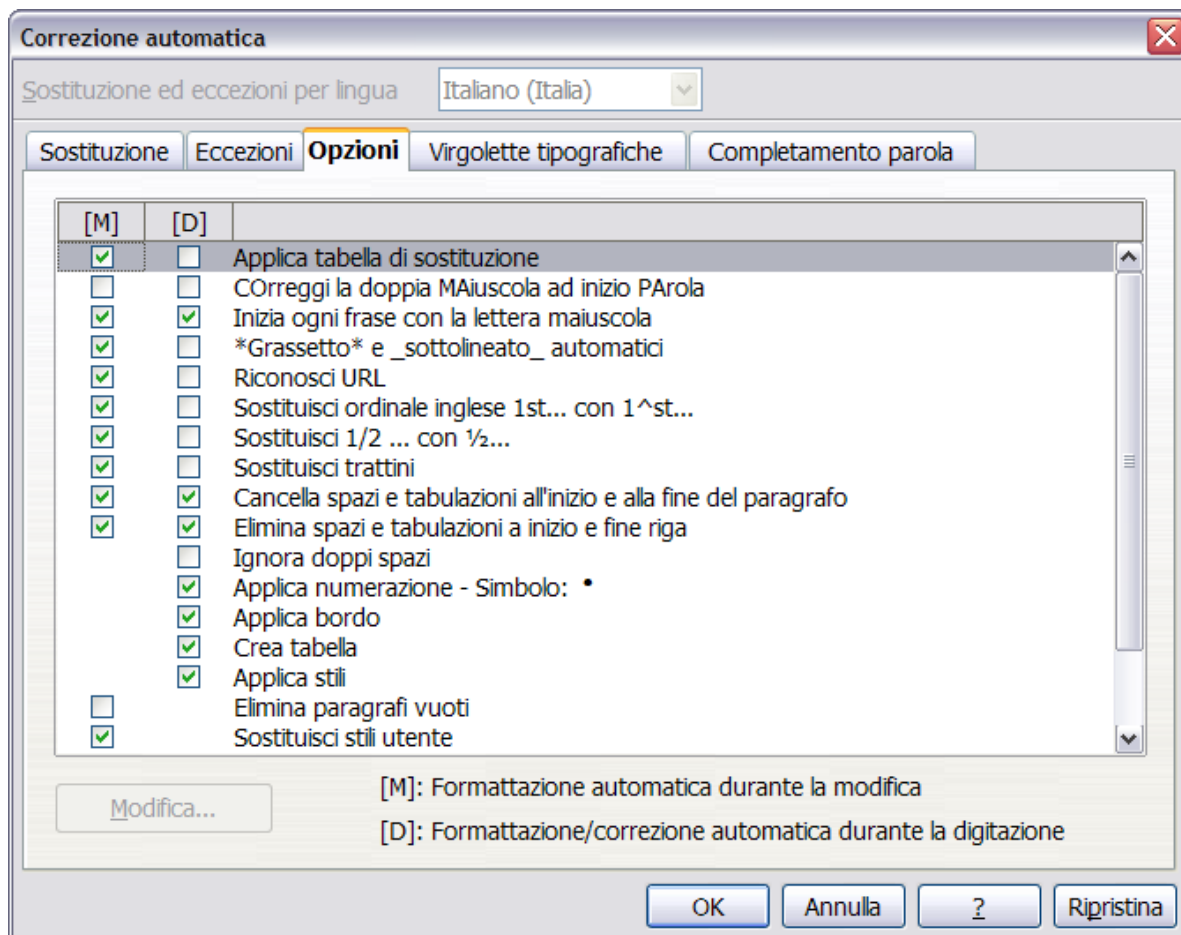 Correzione automatica
Sostituzione ed eccezioni per lingua Italiano (Italia)
Sostituzione Eccezioni Opzioni Virgolette tipografiche Completamento parola
[M] [D]
Applica tabella di sostituzione
COrreggi la doppia MAiuscola ad inizio PArola
Inizia ogni frase con la lettera maiuscola
*Grassetto* e _sottolineato_ automatici
Riconosci URL
Sostituisci ordinale inglese 1st... con 1^st...
Sostituisci 1/2 ... con ½...
Sostituisci trattini
Cancella spazi e tabulazioni all'inizio e alla fine del paragrafo
Elimina spazi e tabulazioni a inizio e fine riga
Ignora doppi spazi
Applica numerazione - Simbolo: •
Applica bordo
Crea tabella
Applica stili
Elimina paragrafi vuoti
Sostituisci stili utente
Modifica...
[M]: Formattazione automatica durante la modifica
[D]: Formattazione/correzione automatica durante la digitazione
OK Annulla ? Ripristina